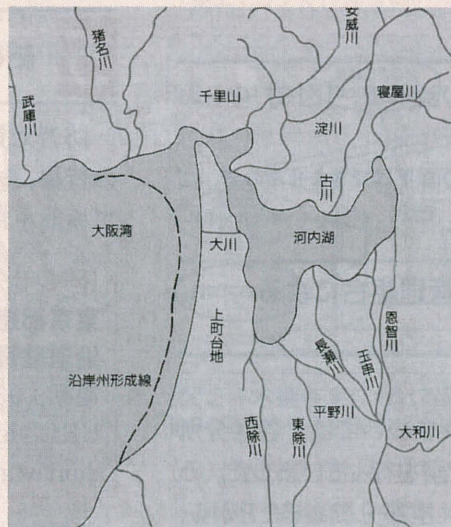 安威川
猪名川
武庫川
千里山
寝屋川
淀川
古川
大阪湾
大川
河内湖
上町台地
恩智川
長瀬川
玉串川
沿岸州形成線
平野川
西除川
東除川
大和川